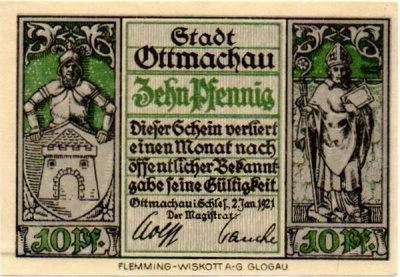 Stadt
Ottmachau
Zehn Pfennig
Dieser Schein verliert
einen Monat nach
öffentlicher Bekannt
gabe seine Gültigkeit.
Ottmachau i Schles, 2. Jan. 1921
Der Magistrat
10 Pf.
10 Pf.
FLEMMING-WISKOTT A-G. GLOGAU